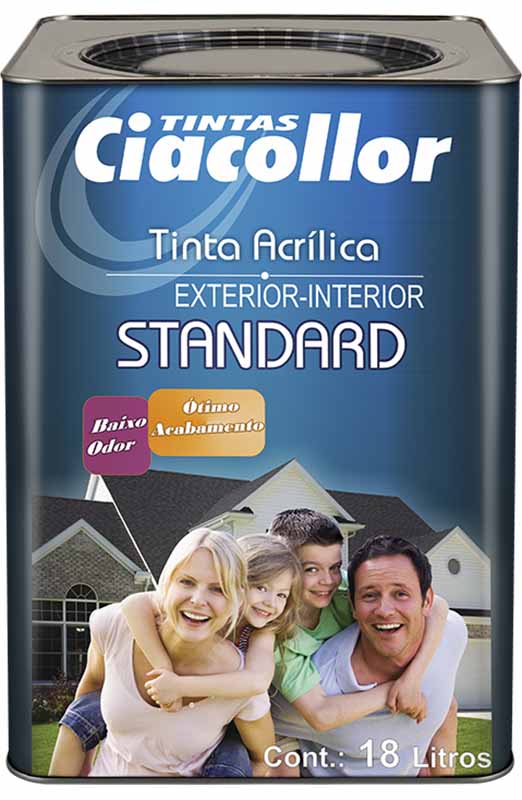 TINTAS
Ciacollor
Tinta Acrílica
EXTERIOR-INTERIOR
STANDARD
Baixo
Odor
Ótimo
Acabamento
Cont.: 18 Litros